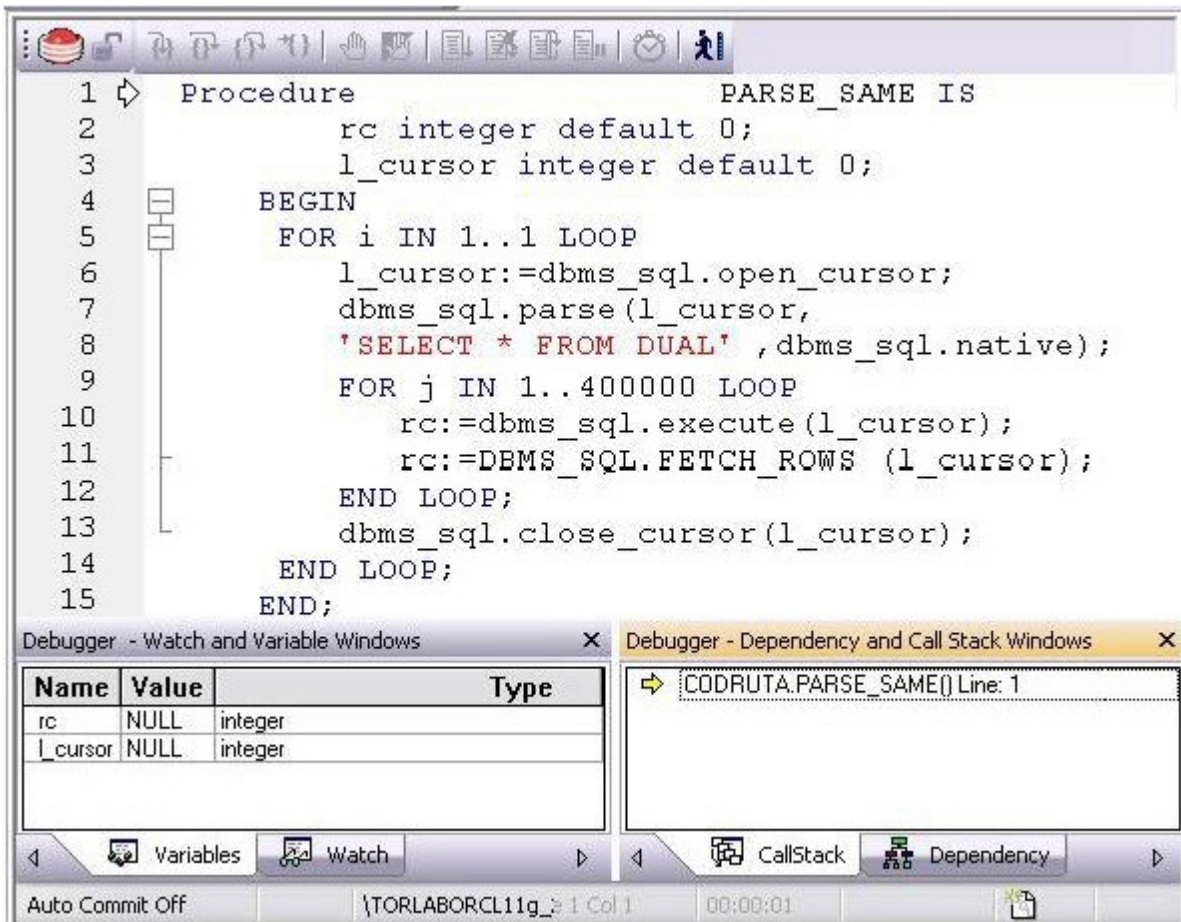 1 Procedure PARSE_SAME IS
2 rc integer default 0;
3 l_cursor integer default 0;
4 BEGIN
5 FOR i IN 1..1 LOOP
6 l_cursor:=dbms_sql.open_cursor;
7 dbms_sql.parse(l_cursor,
8 'SELECT * FROM DUAL' ,dbms_sql.native);
9 FOR j IN 1..400000 LOOP
10 rc:=dbms_sql.execute(l_cursor);
11 rc:=DBMS_SQL.FETCH_ROWS (l_cursor);
12 END LOOP;
13 dbms_sql.close_cursor(l_cursor);
14 END LOOP;
15 END;
Debugger - Watch and Variable Windows
Name Value Type
rc NULL integer
l_cursor NULL integer
Variables Watch
Debugger - Dependency and Call Stack Windows
CODRUTA.PARSE_SAME() Line: 1
CallStack Dependency
Auto Commit Off \TORLABORCL11g_ 1 Col 1 00:00:01